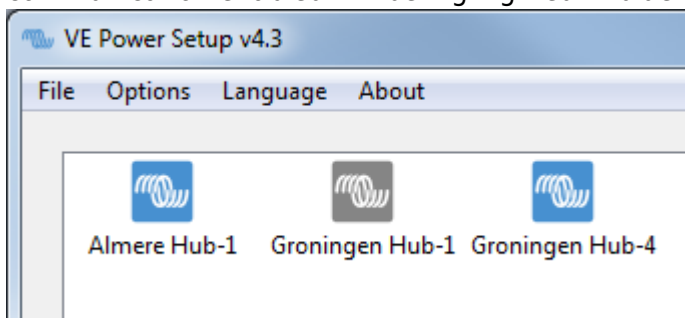 VE Power Setup v4.3
File Options Language About
Almere Hub-1 Groningen Hub-1 Groningen Hub-4